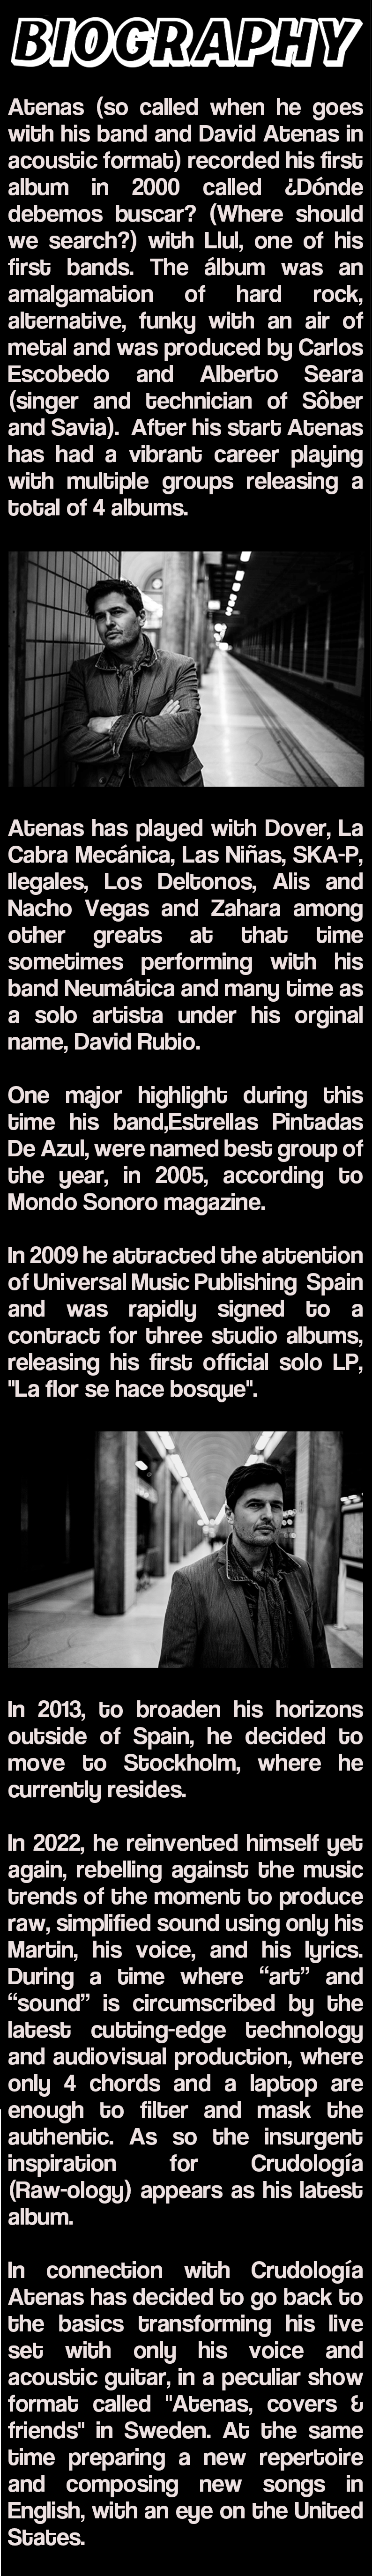 BIOGRAPHY
Atenas (so called when he goes
with his band and David Atenas in
acoustic format) recorded his first
album in 2000 called ¿Dónde
debemos buscar? (Where should
we search?) with Llul, one of his
first bands. The álbum was an
amalgamation of hard rock,
alternative, funky with an air of
metal and was produced by Carlos
Escobedo and Alberto Seara
(singer and technician of Sôber
and Savia). After his start Atenas
has had a vibrant career playing
with multiple groups releasing a
total of 4 albums.
Atenas has played with Dover, La
Cabra Mecánica, Las Niñas, SKA-P,
Ilegales, Los Deltonos, Alis and
Nacho Vegas and Zahara among
other greats at that time
sometimes performing with his
band Neumática and many time as
a solo artista under his orginal
name, David Rubio.
One major highlight during this
time his band,Estrellas Pintadas
De Azul, were named best group of
the year, in 2005, according to
Mondo Sonoro magazine.
In 2009 he attracted the attention
of Universal Music Publishing Spain
and was rapidly signed to a
contract for three studio albums,
releasing his first official solo LP,
"La flor se hace bosque".
In 2013, to broaden his horizons
outside of Spain, he decided to
move to Stockholm, where he
currently resides.
In 2022, he reinvented himself yet
again, rebelling against the music
trends of the moment to produce
raw, simplified sound using only his
Martin, his voice, and his lyrics.
During a time where “art” and
“sound” is circumscribed by the
latest cutting-edge technology
and audiovisual production, where
only 4 chords and a laptop are
enough to filter and mask the
authentic. As so the insurgent
inspiration for Crudología
(Raw-ology) appears as his latest
album.
In connection with Crudología
Atenas has decided to go back to
the basics transforming his live
set with only his voice and
acoustic guitar, in a peculiar show
format called "Atenas, covers &
friends" in Sweden. At the same
time preparing a new repertoire
and composing new songs in
English, with an eye on the United
States.